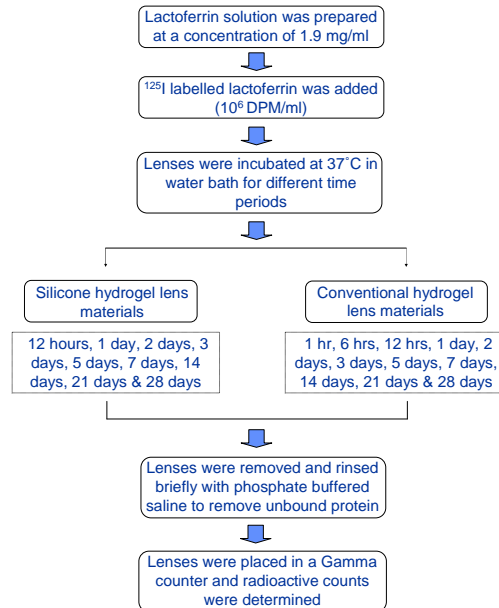 Lactoferrin solution was prepared
at a concentration of 1.9 mg/ml
¹²⁵I labelled lactoferrin was added
(10⁶ DPM/ml)
Lenses were incubated at 37˚C in
water bath for different time
periods
Silicone hydrogel lens
materials
12 hours, 1 day, 2 days, 3
days, 5 days, 7 days, 14
days, 21 days & 28 days
Conventional hydrogel
lens materials
1 hr, 6 hrs, 12 hrs, 1 day, 2
days, 3 days, 5 days, 7 days,
14 days, 21 days & 28 days
Lenses were removed and rinsed
briefly with phosphate buffered
saline to remove unbound protein
Lenses were placed in a Gamma
counter and radioactive counts
were determined